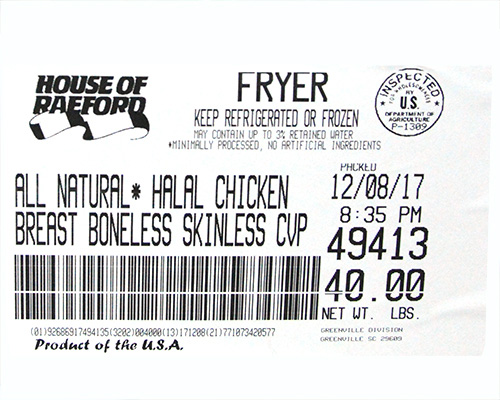 HOUSE OF
RAEFORD
FRYER
KEEP REFRIGERATED OR FROZEN
MAY CONTAIN UP TO 3% RETAINED WATER
*MINIMALLY PROCESSED, NO ARTIFICIAL INGREDIENTS
INSPECTED
FOR WHOLESOMENESS
BY
U.S.
DEPARTMENT OF
AGRICULTURE
P-1309
ALL NATURAL* HALAL CHICKEN
BREAST BONELESS SKINLESS CVP
PACKED
12/08/17
8:35 PM
49413
40.00
NET WT. LBS.
(01)92686917494135(3202)004000(13)171208(21)771073420577
Product of the U.S.A.
GREENVILLE DIVISION
GREENVILLE SC 29609